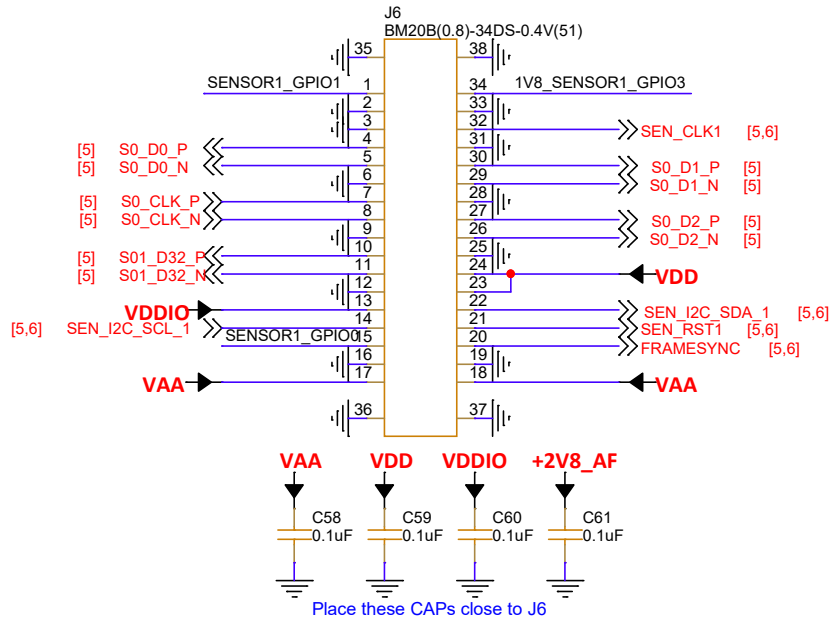 J6
BM20B(0.8)-34DS-0.4V(51)
35 38
SENSOR1_GPIO1 1 34 1V8_SENSOR1_GPIO3
2 33
3 32 SEN_CLK1 [5,6]
[5] S0_D0_P 4 31
[5] S0_D0_N 5 30 S0_D1_P [5]
6 29 S0_D1_N [5]
[5] S0_CLK_P 7 28
[5] S0_CLK_N 8 27 S0_D2_P [5]
9 26 S0_D2_N [5]
[5] S01_D32_P 10 25
[5] S01_D32_N 11 24 VDD
12 23
VDDIO 13 22 SEN_I2C_SDA_1 [5,6]
[5,6] SEN_I2C_SCL_1 14 21 SEN_RST1 [5,6]
SENSOR1_GPIO0 15 20 FRAMESYNC [5,6]
16 19
VAA 17 18 VAA
36 37
VAA VDD VDDIO +2V8_AF
C58 C59 C60 C61
0.1uF 0.1uF 0.1uF 0.1uF
Place these CAPs close to J6